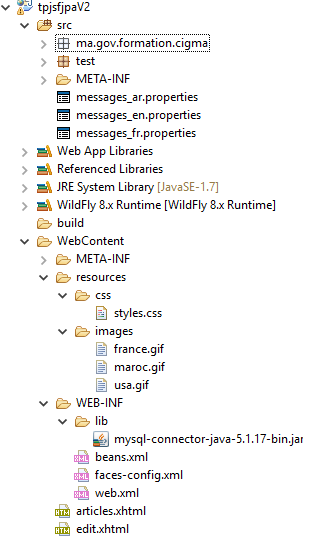 tpjsfjpaV2
src
ma.gov.formation.cigma
test
META-INF
messages_ar.properties
messages_en.properties
messages_fr.properties
Web App Libraries
Referenced Libraries
JRE System Library [JavaSE-1.7]
WildFly 8.x Runtime [WildFly 8.x Runtime]
build
WebContent
META-INF
resources
css
styles.css
images
france.gif
maroc.gif
usa.gif
WEB-INF
lib
mysql-connector-java-5.1.17-bin.jar
beans.xml
faces-config.xml
web.xml
articles.xhtml
edit.xhtml